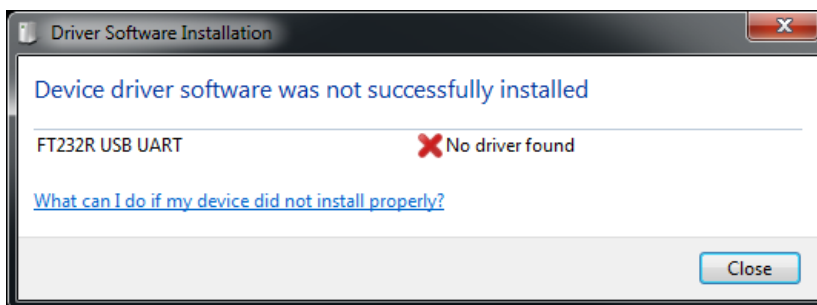 Driver Software Installation
Device driver software was not successfully installed
FT232R USB UART No driver found
What can I do if my device did not install properly?
Close